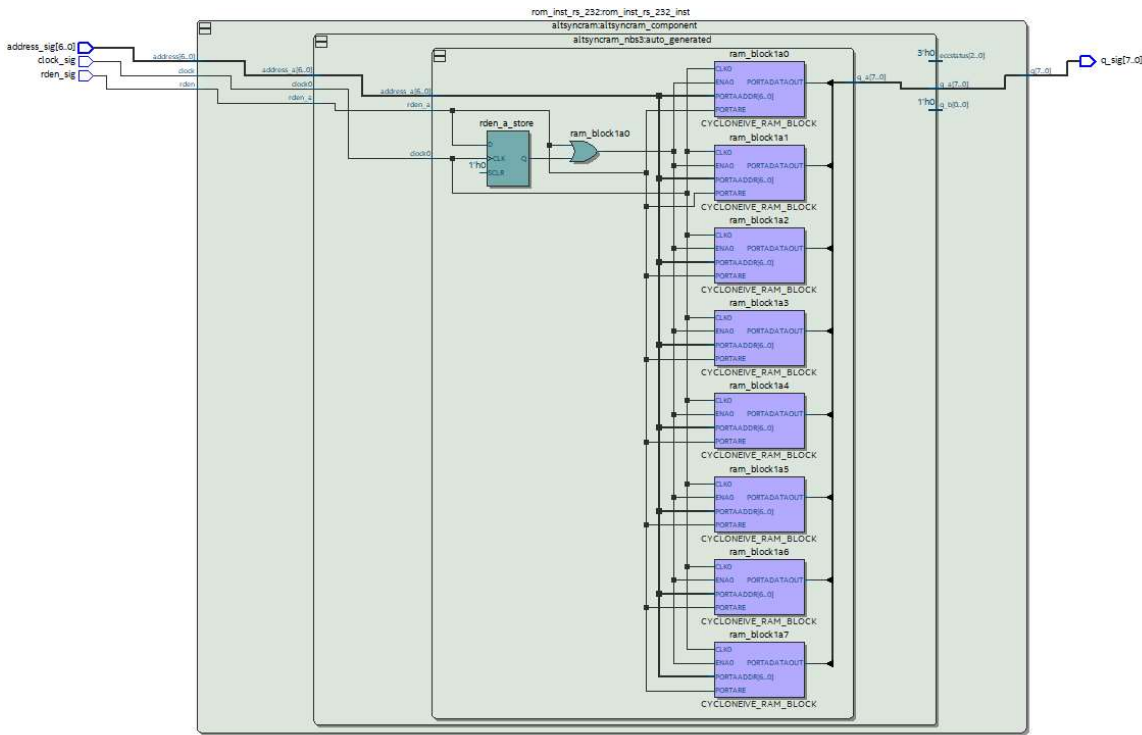 rom_inst_rs_232:rom_inst_rs_232_inst
altsyncram:altsyncram_component
altsyncram_nbs3:auto_generated
address_sig[6..0]
clock_sig
rden_sig
address[6..0]
clock
rden
address_a[6..0]
clock0
rden_a
address_a[6..0]
rden_a
clock0
rden_a_store
D
CLK
1'h0
SCLR
Q
ram_block1a0
ram_block1a0
CLK0
ENA0 PORTADATAOUT
PORTAADDR[6..0]
PORTARE
CYCLONEIVE_RAM_BLOCK
ram_block1a1
CLK0
ENA0 PORTADATAOUT
PORTAADDR[6..0]
PORTARE
CYCLONEIVE_RAM_BLOCK
ram_block1a2
CLK0
ENA0 PORTADATAOUT
PORTAADDR[6..0]
PORTARE
CYCLONEIVE_RAM_BLOCK
ram_block1a3
CLK0
ENA0 PORTADATAOUT
PORTAADDR[6..0]
PORTARE
CYCLONEIVE_RAM_BLOCK
ram_block1a4
CLK0
ENA0 PORTADATAOUT
PORTAADDR[6..0]
PORTARE
CYCLONEIVE_RAM_BLOCK
ram_block1a5
CLK0
ENA0 PORTADATAOUT
PORTAADDR[6..0]
PORTARE
CYCLONEIVE_RAM_BLOCK
ram_block1a6
CLK0
ENA0 PORTADATAOUT
PORTAADDR[6..0]
PORTARE
CYCLONEIVE_RAM_BLOCK
ram_block1a7
CLK0
ENA0 PORTADATAOUT
PORTAADDR[6..0]
PORTARE
CYCLONEIVE_RAM_BLOCK
q_a[7..0]
3'h0 eccstatus[2..0]
q_a[7..0]
1'h0 q_b[0..0]
q[7..0]
q_sig[7..0]